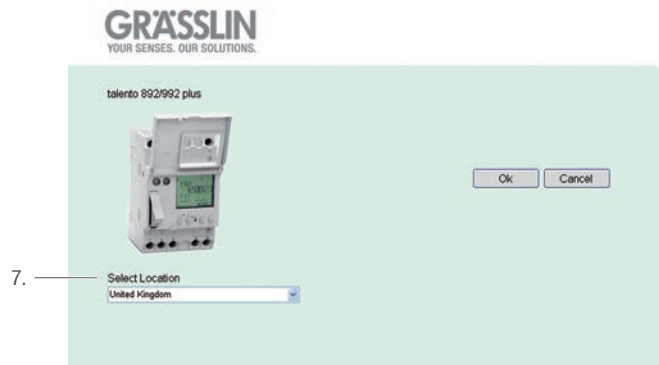 GRÄSSLIN
YOUR SENSES. OUR SOLUTIONS.
talento 892/992 plus
Ok Cancel
7. Select Location
United Kingdom